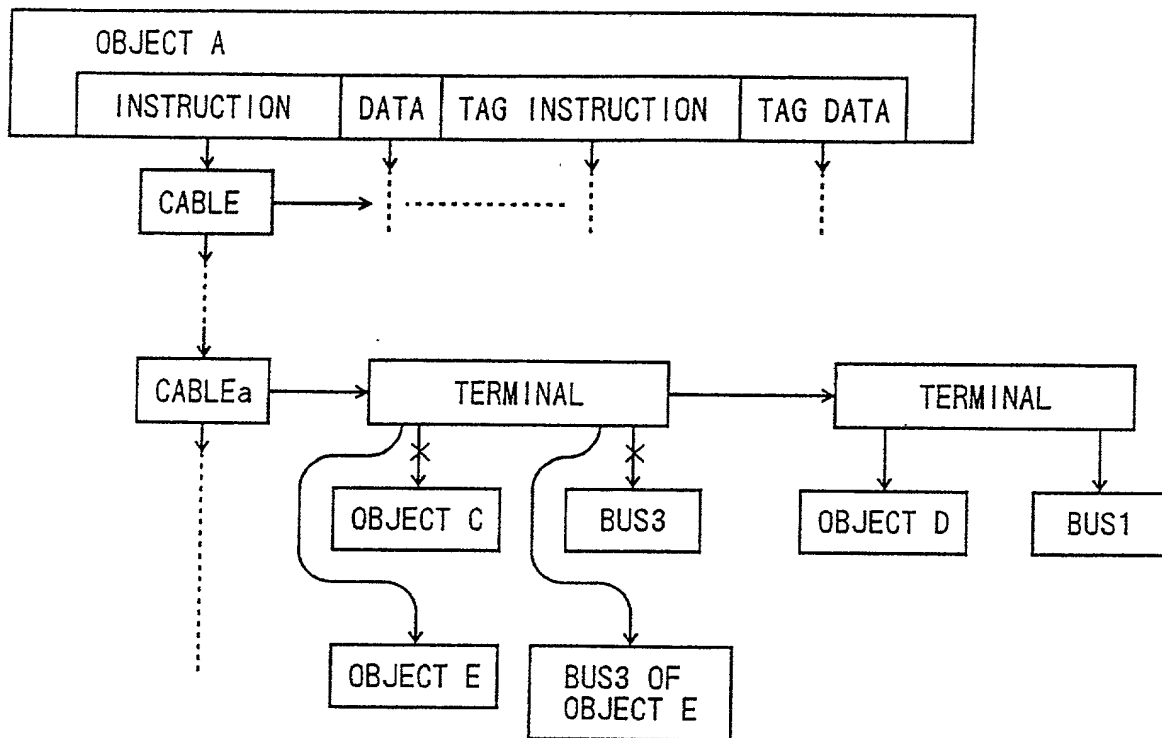 OBJECT A
INSTRUCTION DATA TAG INSTRUCTION TAG DATA
CABLE
CABLEa TERMINAL TERMINAL
OBJECT C BUS3 OBJECT D BUS1
OBJECT E BUS3 OF
OBJECT E